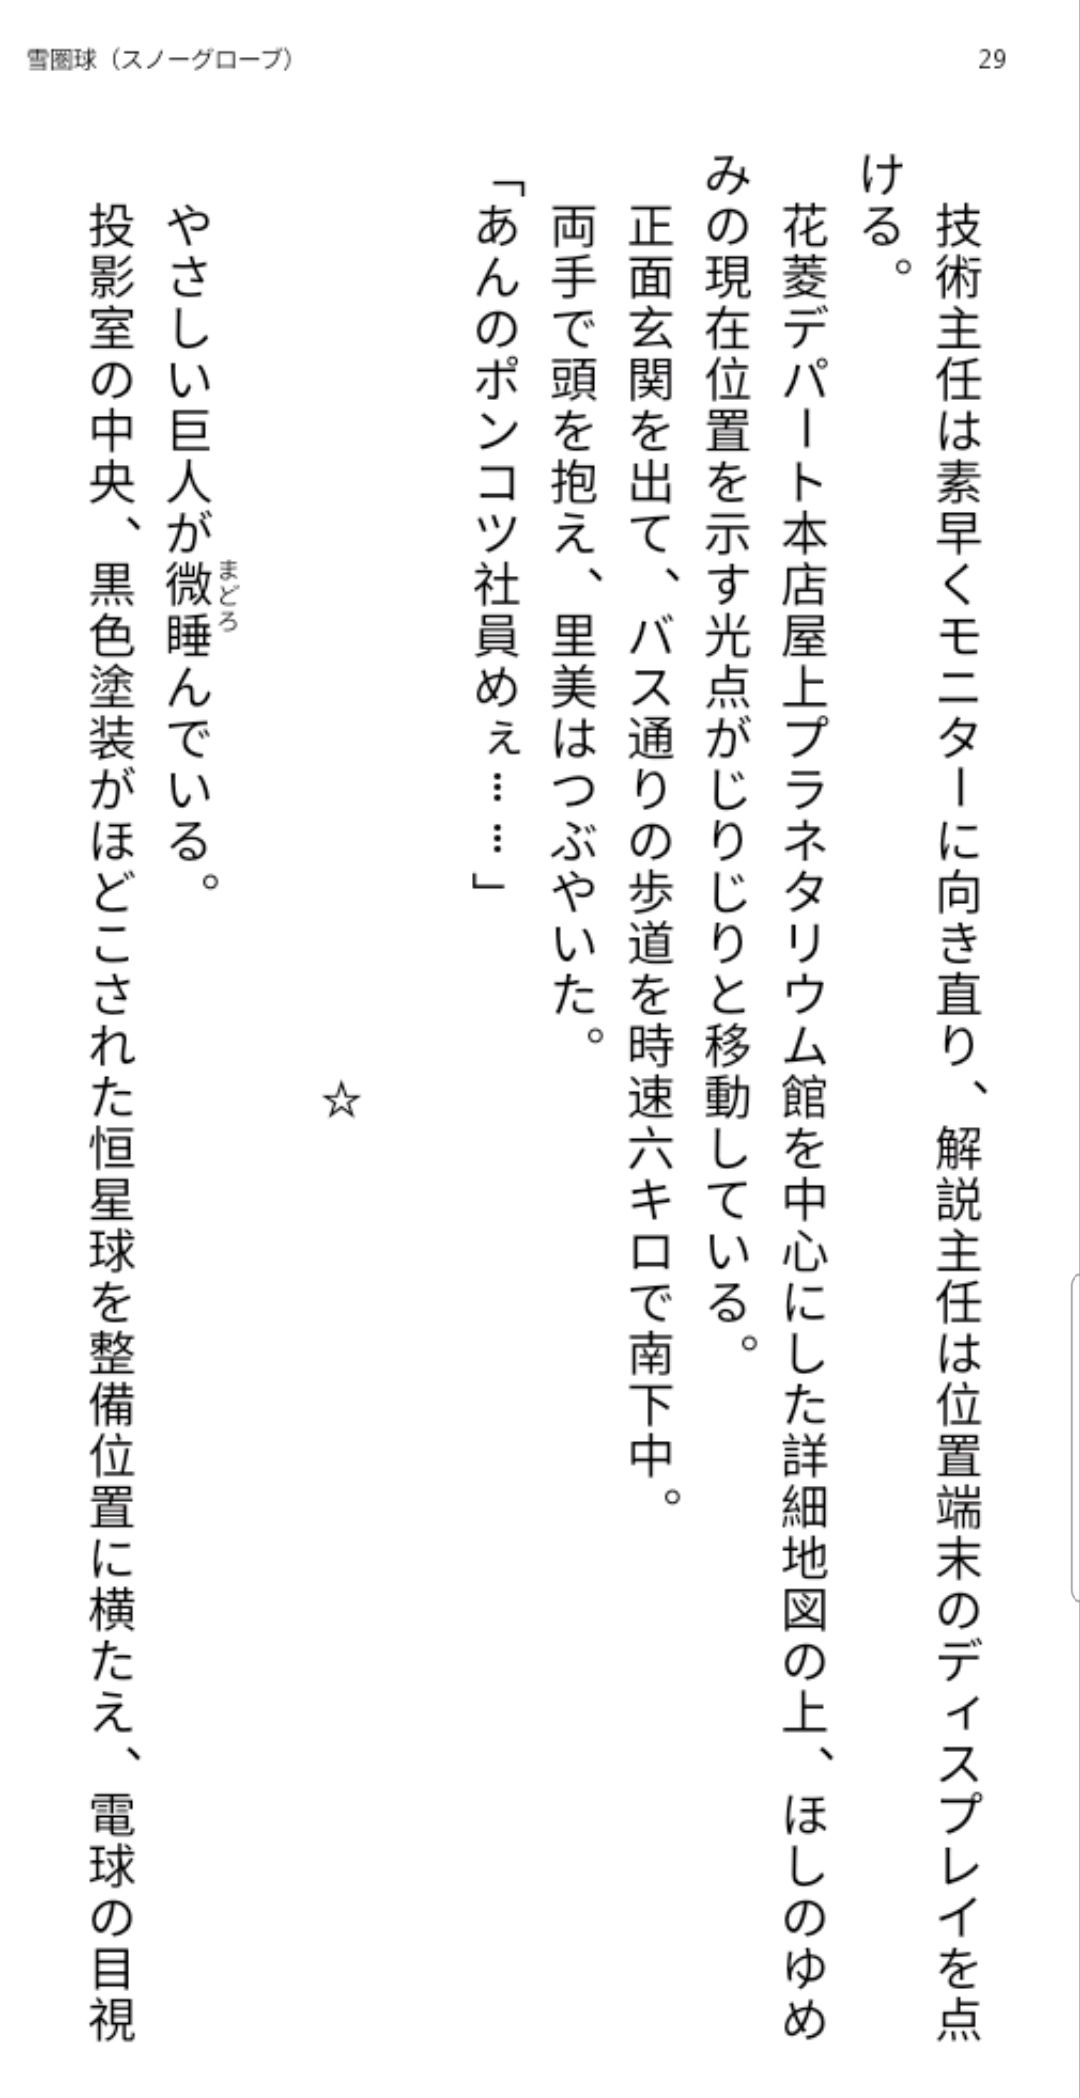 雪圏球（スノーグローブ）
29
技術主任は素早くモニターに向き直り、解説主任は位置端末のディスプレイを点
ける。
花菱デパート本店屋上プラネタリウム館を中心にした詳細地図の上、ほしのゆめ
みの現在位置を示す光点がじりじりと移動している。
正面玄関を出て、バス通りの歩道を時速六キロで南下中。
両手で頭を抱え、里美はつぶやいた。
「あんのポンコツ社員めぇ……」
☆
やさしい巨人が微睡んでいる。
まどろ
投影室の中央、黒色塗装がほどこされた恒星球を整備位置に横たえ、電球の目視